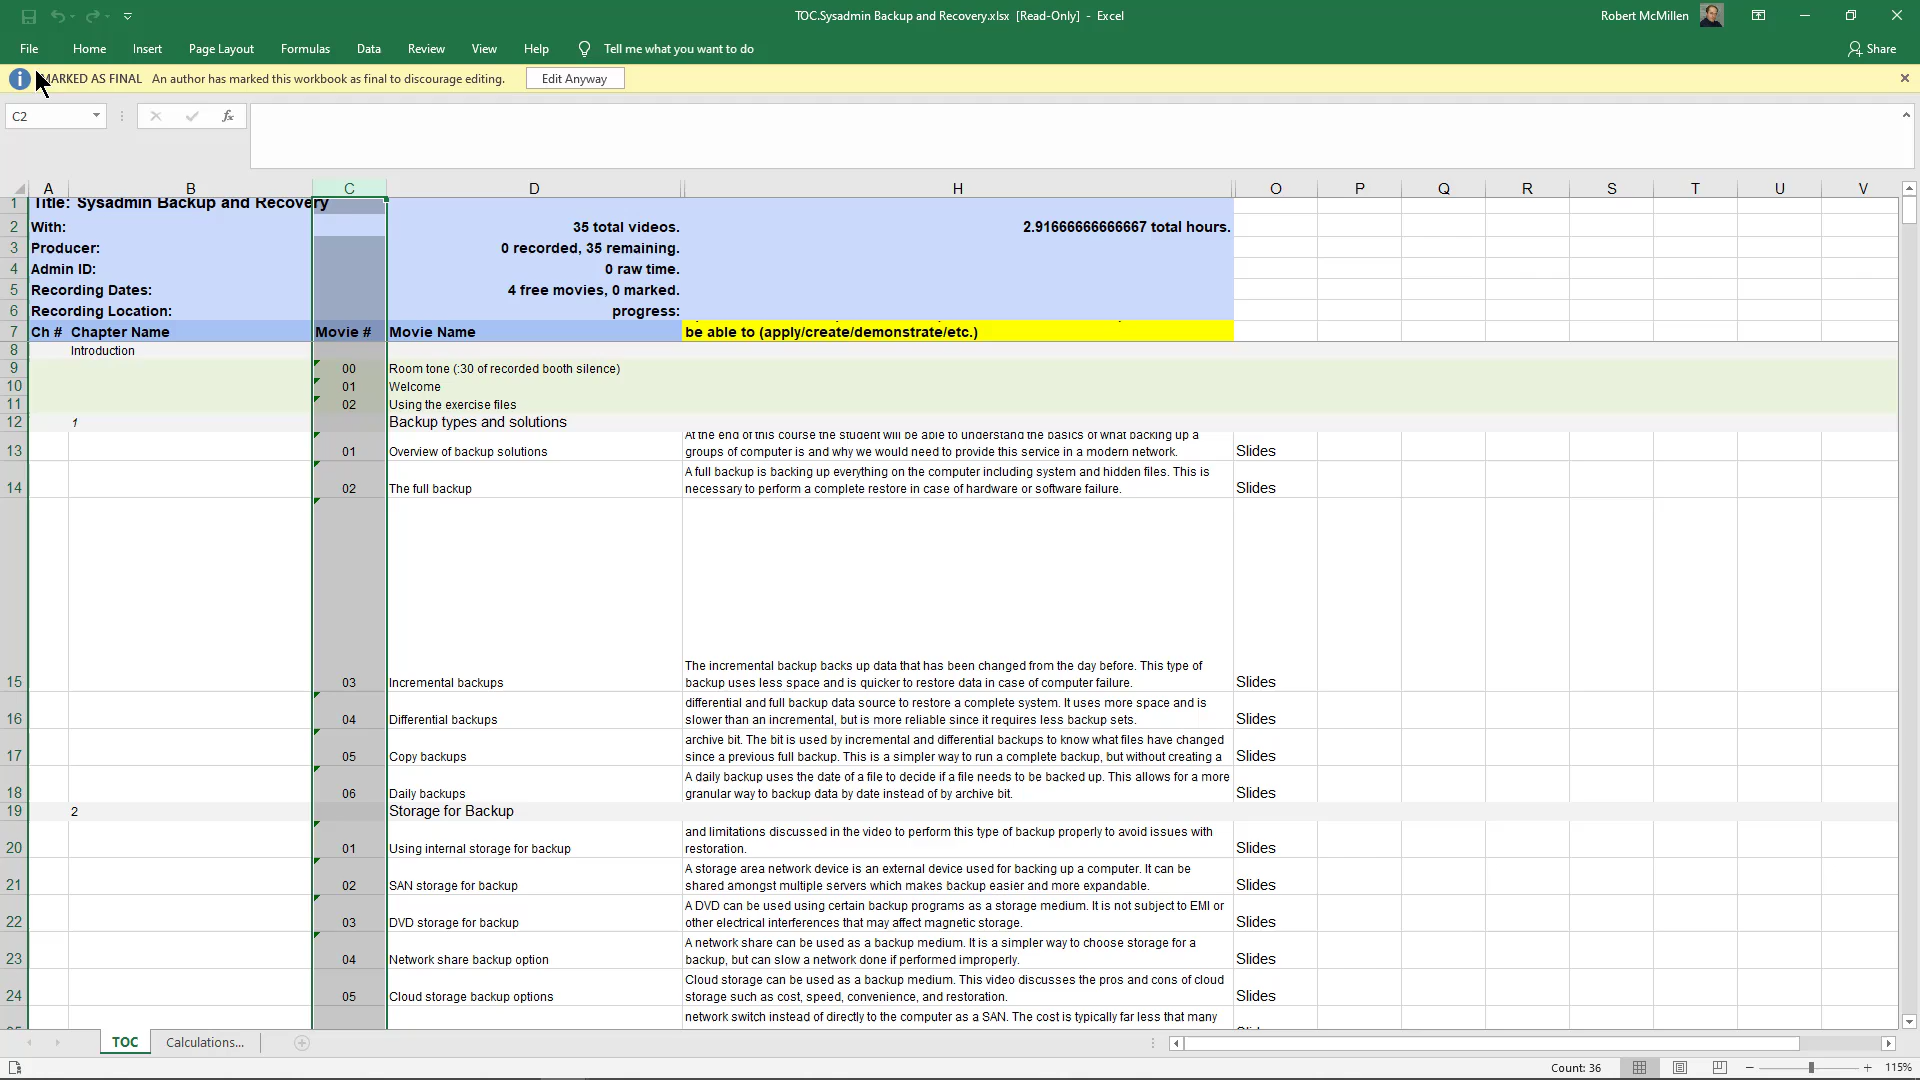 TOC.Sysadmin Backup and Recovery.xlsx [Read-Only] - Excel
Robert McMillen
File Home Insert Page Layout Formulas Data Review View Help Tell me what you want to do Share
MARKED AS FINAL An author has marked this workbook as final to discourage editing. Edit Anyway
C2 fx
A B C D H O P Q R S T U V
1 Title: Sysadmin Backup and Recovery
2 With: 35 total videos. 2.91666666666667 total hours.
3 Producer: 0 recorded, 35 remaining.
4 Admin ID: 0 raw time.
5 Recording Dates: 4 free movies, 0 marked.
6 Recording Location: progress:
7 Ch # Chapter Name Movie # Movie Name be able to (apply/create/demonstrate/etc.)
8 Introduction
9 00 Room tone (:30 of recorded booth silence)
10 01 Welcome
11 02 Using the exercise files
12 1 Backup types and solutions
At the end of this course the student will be able to understand the basics of what backing up a
13 01 Overview of backup solutions groups of computer is and why we would need to provide this service in a modern network. Slides
A full backup is backing up everything on the computer including system and hidden files. This is
14 02 The full backup necessary to perform a complete restore in case of hardware or software failure. Slides
The incremental backup backs up data that has been changed from the day before. This type of
15 03 Incremental backups backup uses less space and is quicker to restore data in case of computer failure. Slides
differential and full backup data source to restore a complete system. It uses more space and is
16 04 Differential backups slower than an incremental, but is more reliable since it requires less backup sets. Slides
archive bit. The bit is used by incremental and differential backups to know what files have changed
17 05 Copy backups since a previous full backup. This is a simpler way to run a complete backup, but without creating a Slides
A daily backup uses the date of a file to decide if a file needs to be backed up. This allows for a more
18 06 Daily backups granular way to backup data by date instead of by archive bit. Slides
19 2 Storage for Backup
and limitations discussed in the video to perform this type of backup properly to avoid issues with
20 01 Using internal storage for backup restoration. Slides
A storage area network device is an external device used for backing up a computer. It can be
21 02 SAN storage for backup shared amongst multiple servers which makes backup easier and more expandable. Slides
A DVD can be used using certain backup programs as a storage medium. It is not subject to EMI or
22 03 DVD storage for backup other electrical interferences that may affect magnetic storage. Slides
A network share can be used as a backup medium. It is a simpler way to choose storage for a
23 04 Network share backup option backup, but can slow a network done if performed improperly. Slides
Cloud storage can be used as a backup medium. This video discusses the pros and cons of cloud
24 05 Cloud storage backup options storage such as cost, speed, convenience, and restoration. Slides
network switch instead of directly to the computer as a SAN. The cost is typically far less that many
TOC Calculations...
Count: 36 115%